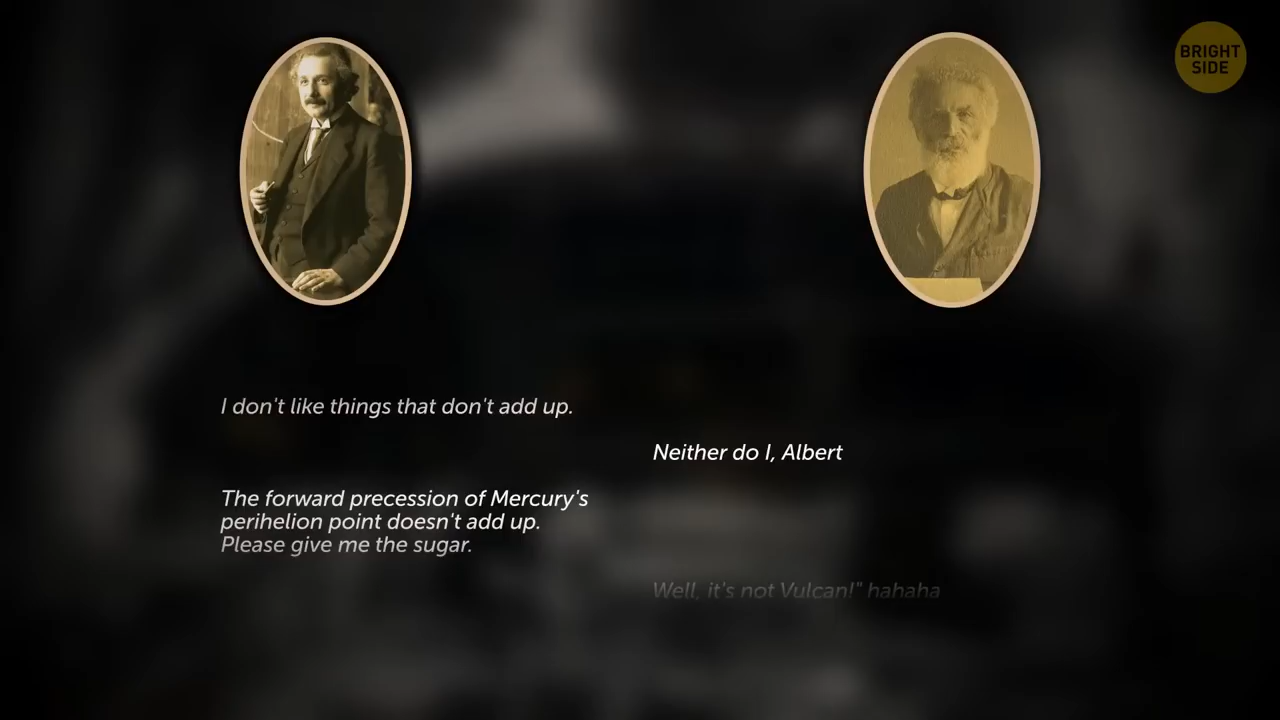 BRIGHT
SIDE
I don't like things that don't add up.
Neither do I, Albert
The forward precession of Mercury's
perihelion point doesn't add up.
Please give me the sugar.
Well, it's not Vulcan!" hahaha